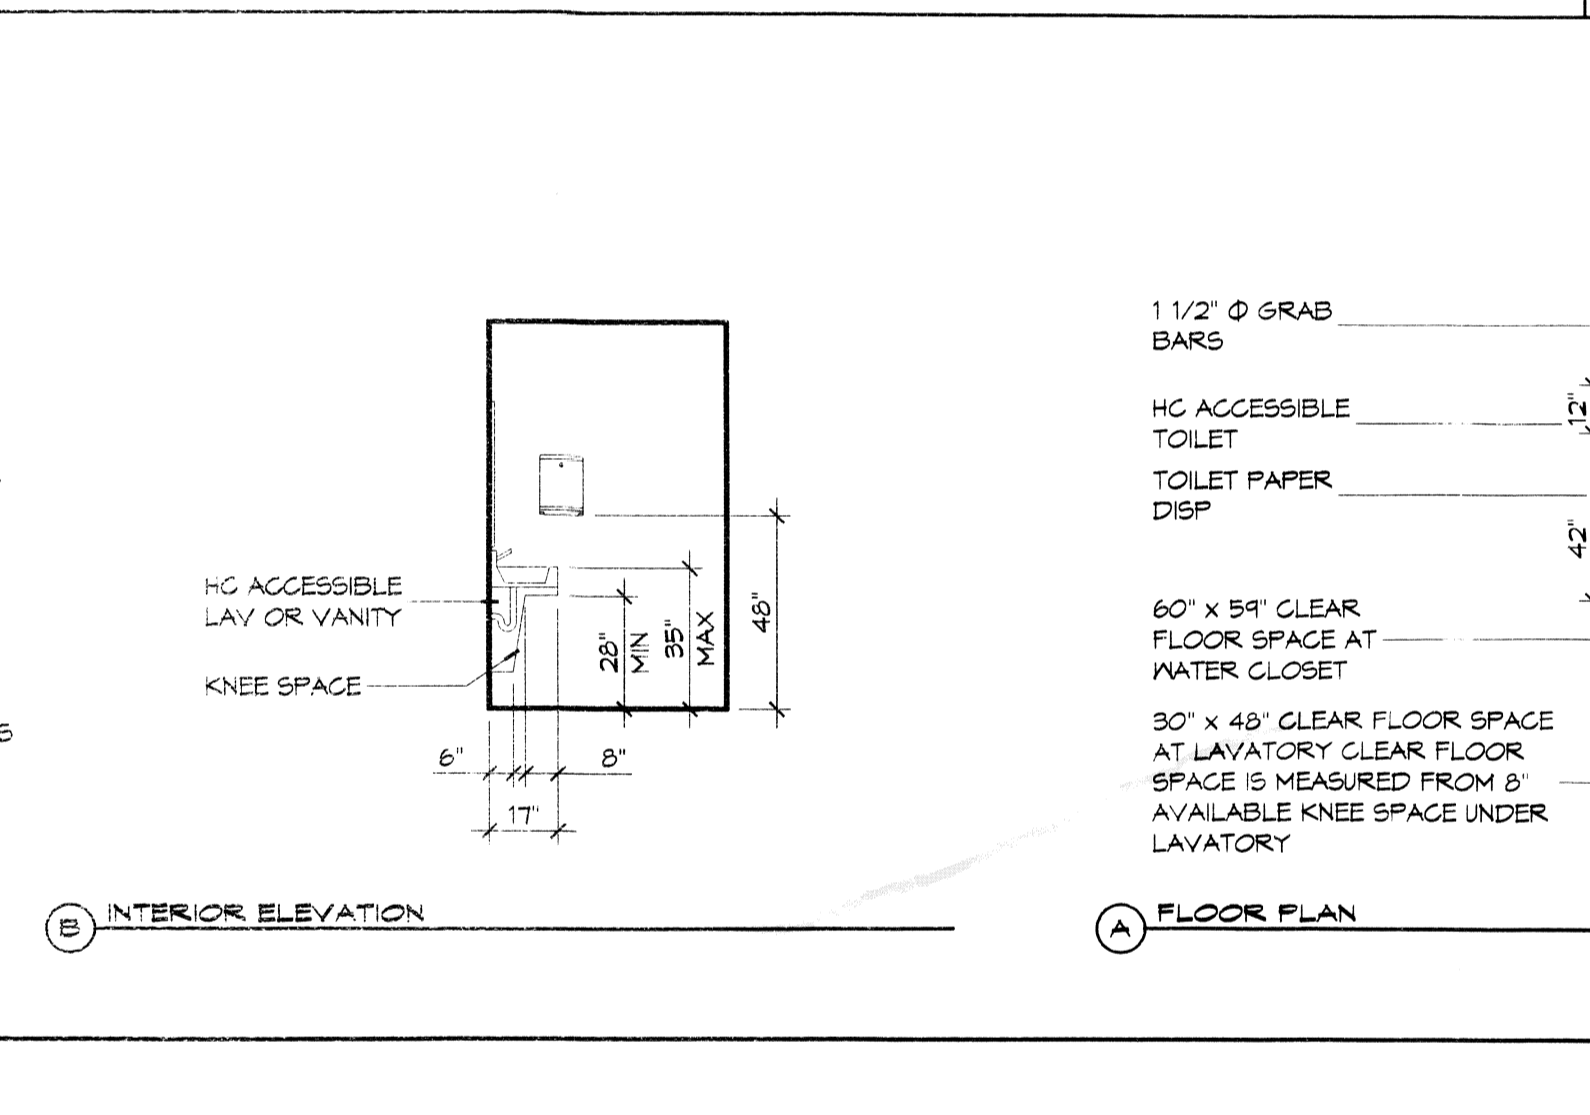 HC ACCESSIBLE
LAV OR VANITY
KNEE SPACE
28"
MIN
35"
MAX
48"
6"
8"
17"
B
INTERIOR ELEVATION
1 1/2" Φ GRAB
BARS
HC ACCESSIBLE
TOILET
TOILET PAPER
DISP
60" x 59" CLEAR
FLOOR SPACE AT
WATER CLOSET
30" x 48" CLEAR FLOOR SPACE
AT LAVATORY CLEAR FLOOR
SPACE IS MEASURED FROM 8"
AVAILABLE KNEE SPACE UNDER
LAVATORY
12"
42"
A
FLOOR PLAN
S